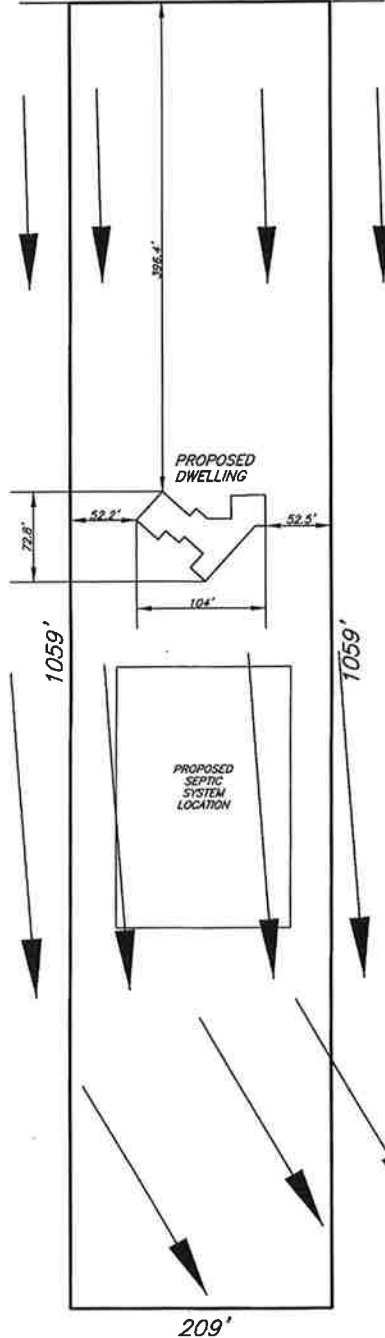 396.4'
PROPOSED
DWELLING
72.8'
52.2'
52.5'
104'
1059'
1059'
PROPOSED
SEPTIC
SYSTEM
LOCATION
209'